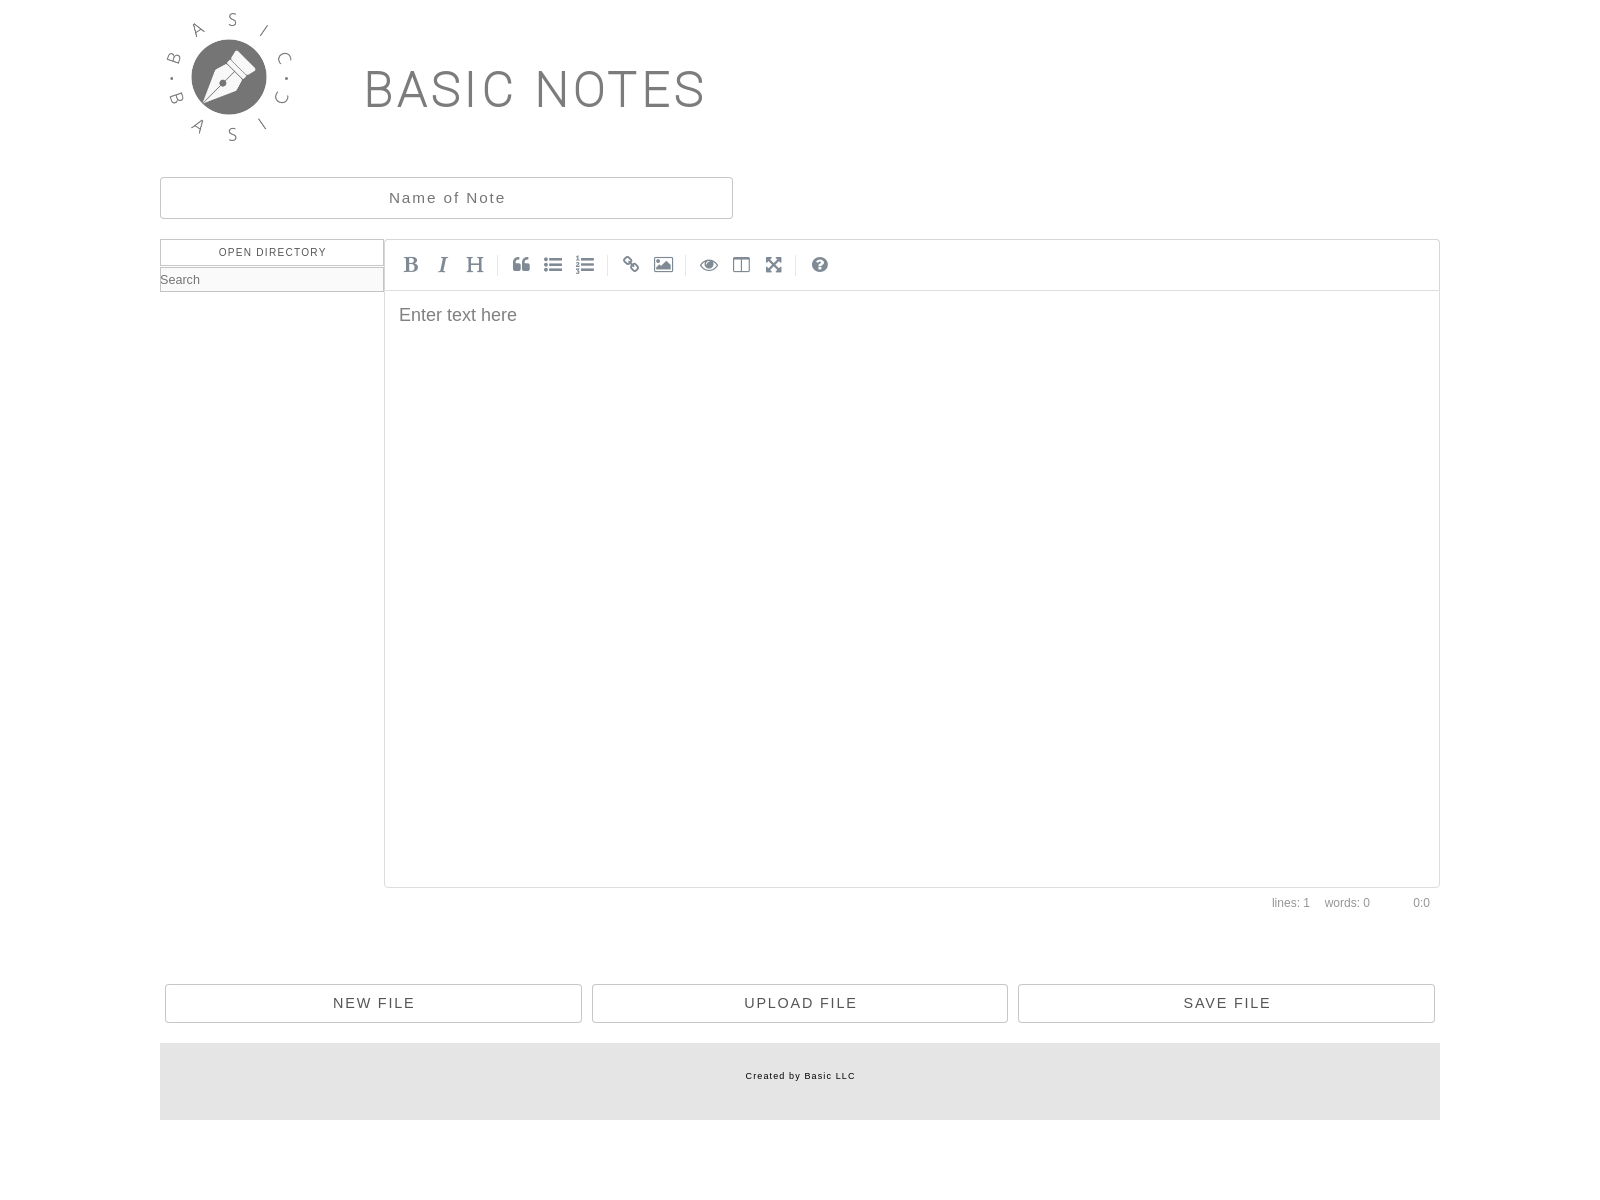 BASIC • BASIC •
BASIC NOTES
Name of Note
OPEN DIRECTORY
Search
B I H
Enter text here
lines: 1 words: 0 0:0
NEW FILE
UPLOAD FILE
SAVE FILE
Created by Basic LLC